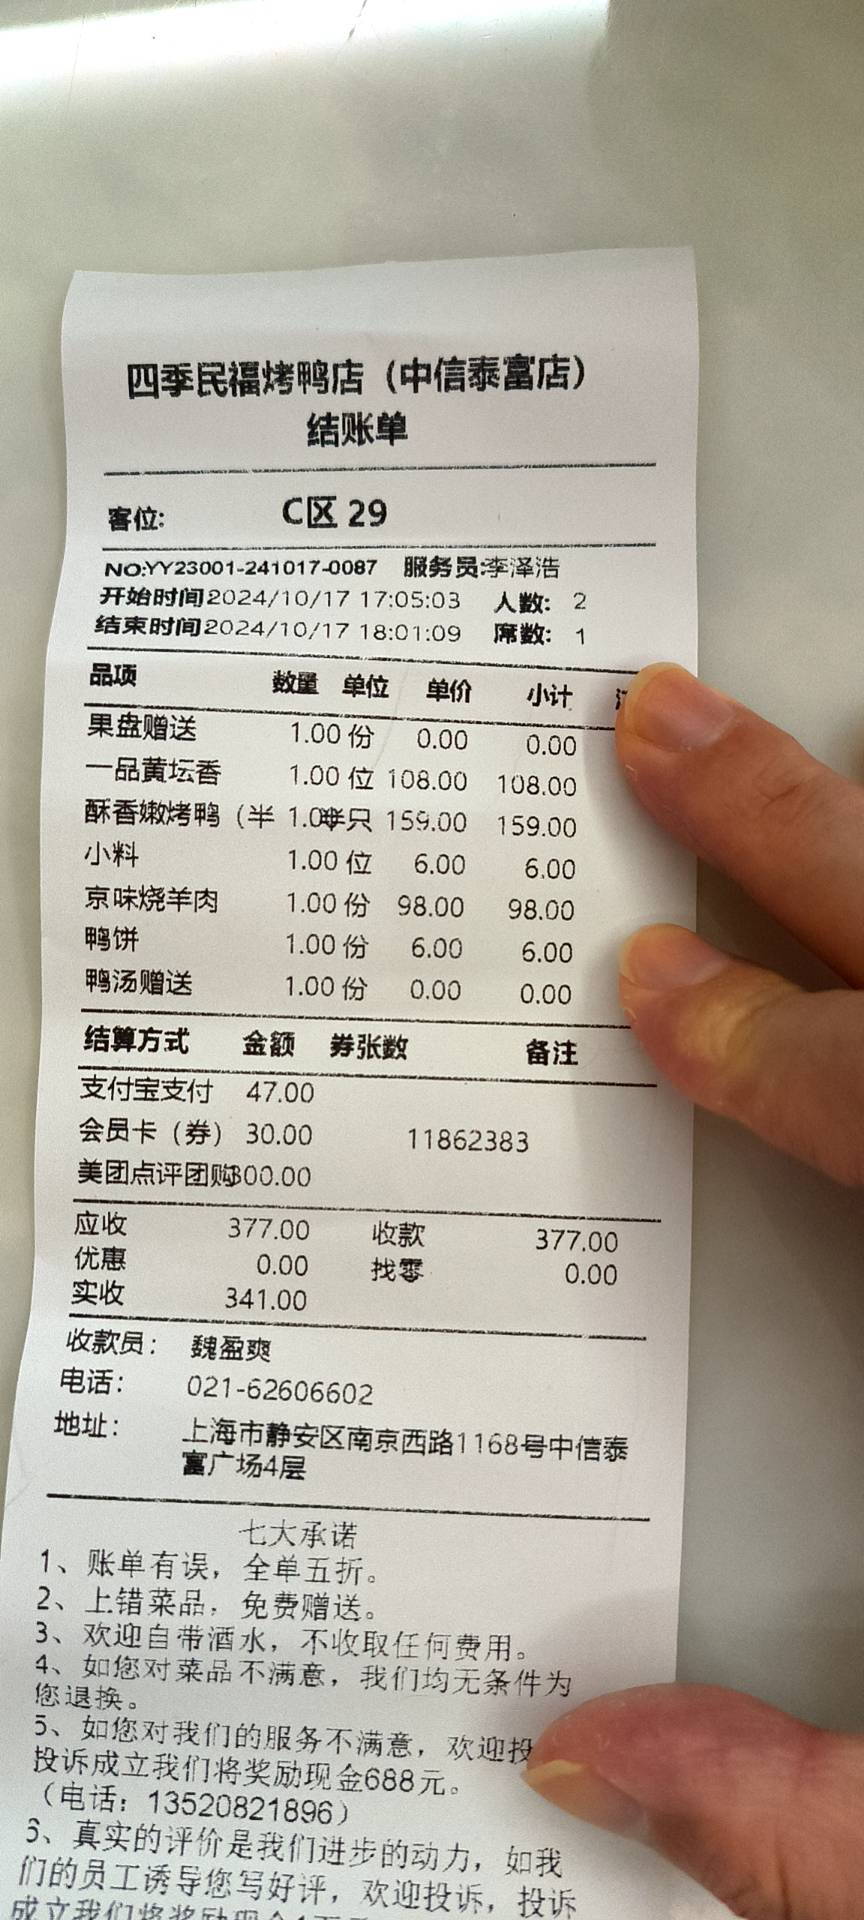 四季民福烤鸭店（中信泰富店）
结账单
客位: C区 29
NO:YY23001-241017-0087 服务员:李泽浩
开始时间2024/10/17 17:05:03 人数: 2
结束时间2024/10/17 18:01:09 席数: 1
品项 数量 单位 单价 小计
果盘赠送 1.00 份 0.00 0.00
一品黄坛香 1.00 位 108.00 108.00
酥香嫩烤鸭（半 1.00半只 159.00 159.00
小料 1.00 位 6.00 6.00
京味烧羊肉 1.00 份 98.00 98.00
鸭饼 1.00 份 6.00 6.00
鸭汤赠送 1.00 份 0.00 0.00
结算方式 金额 券张数 备注
支付宝支付 47.00
会员卡（券） 30.00 11862383
美团点评团购300.00
应收 377.00 收款 377.00
优惠 0.00 找零 0.00
实收 341.00
收款员: 魏盈爽
电话: 021-62606602
地址: 上海市静安区南京西路1168号中信泰
富广场4层
七大承诺
1、账单有误，全单五折。
2、上错菜品，免费赠送。
3、欢迎自带酒水，不收取任何费用。
4、如您对菜品不满意，我们均无条件为
您退换。
5、如您对我们的服务不满意，欢迎投
投诉成立我们将奖励现金688元。
（电话：13520821896）
6、真实的评价是我们进步的动力，如我
们的员工诱导您写好评，欢迎投诉，投诉
成立我们将奖励现金